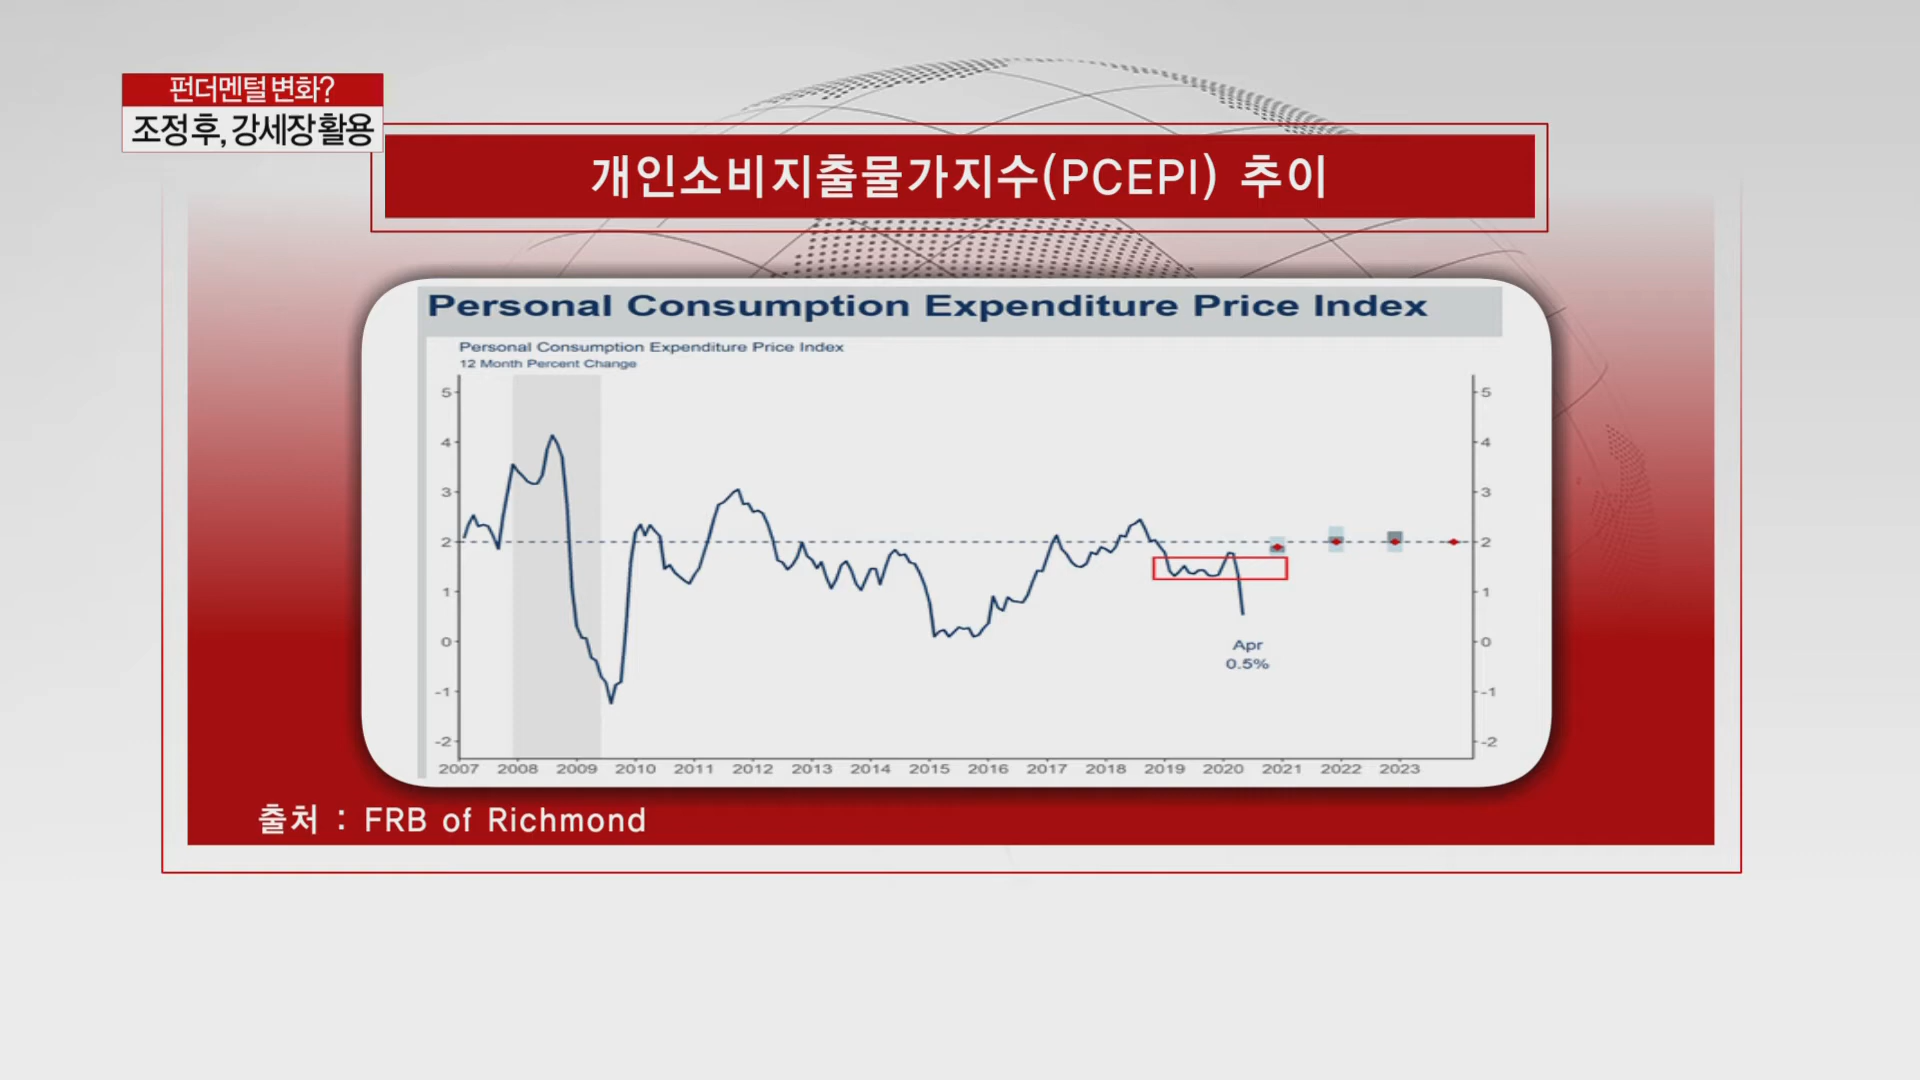 펀더멘털 변화?
조정 후, 강세장 활용
개인소비지출물가지수(PCEPI) 추이
Personal Consumption Expenditure Price Index
Personal Consumption Expenditure Price Index
12 Month Percent Change
5 5
4 4
3 3
2 2
1 1
0 0
-1 -1
-2 -2
Apr
0.5%
2007 2008 2009 2010 2011 2012 2013 2014 2015 2016 2017 2018 2019 2020 2021 2022 2023
출처 : FRB of Richmond